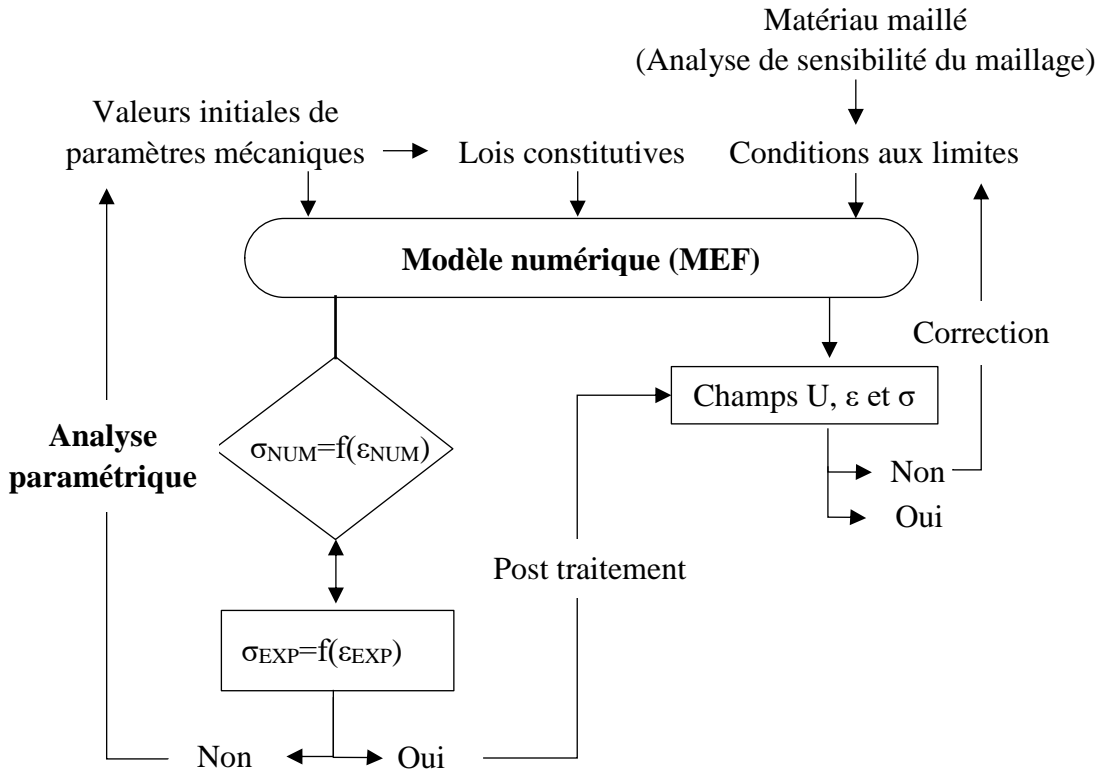 Matériau maillé
(Analyse de sensibilité du maillage)
Valeurs initiales de
paramètres mécaniques
Lois constitutives
Conditions aux limites
Modèle numérique (MEF)
Correction
Champs U, ε et σ
Analyse
paramétrique
σNUM=f(εNUM)
Non
Oui
Post traitement
σEXP=f(εEXP)
Non
Oui